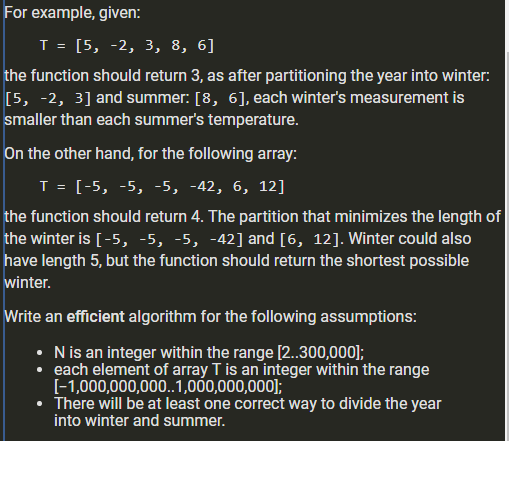 For example, given:
T = [5, -2, 3, 8, 6]
the function should return 3, as after partitioning the year into winter:
[5, -2, 3] and summer: [8, 6], each winter's measurement is
smaller than each summer's temperature.
On the other hand, for the following array:
T = [-5, -5, -5, -42, 6, 12]
the function should return 4. The partition that minimizes the length of
the winter is [-5, -5, -5, -42] and [6, 12]. Winter could also
have length 5, but the function should return the shortest possible
winter.
Write an efficient algorithm for the following assumptions:
• N is an integer within the range [2..300,000];
• each element of array T is an integer within the range
[−1,000,000,000..1,000,000,000];
• There will be at least one correct way to divide the year
into winter and summer.